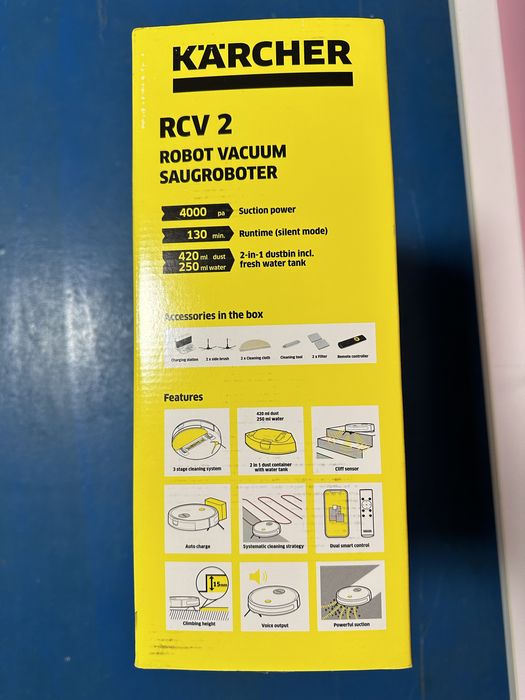 KÄRCHER
RCV 2
ROBOT VACUUM
SAUGROBOTER
4000 pa Suction power
130 min. Runtime (silent mode)
420 ml dust
250 ml water
2-in-1 dustbin incl.
fresh water tank
Accessories in the box
Charging station 2 x side brush 2 x Cleaning cloth Cleaning tool 2 x Filter Remote controller
Features
420 ml dust
250 ml water
3 stage cleaning system
2 in 1 dust container
with water tank
Cliff sensor
Auto charge Systematic cleaning strategy Dual smart control
15mm
Climbing height Voice output Powerful suction